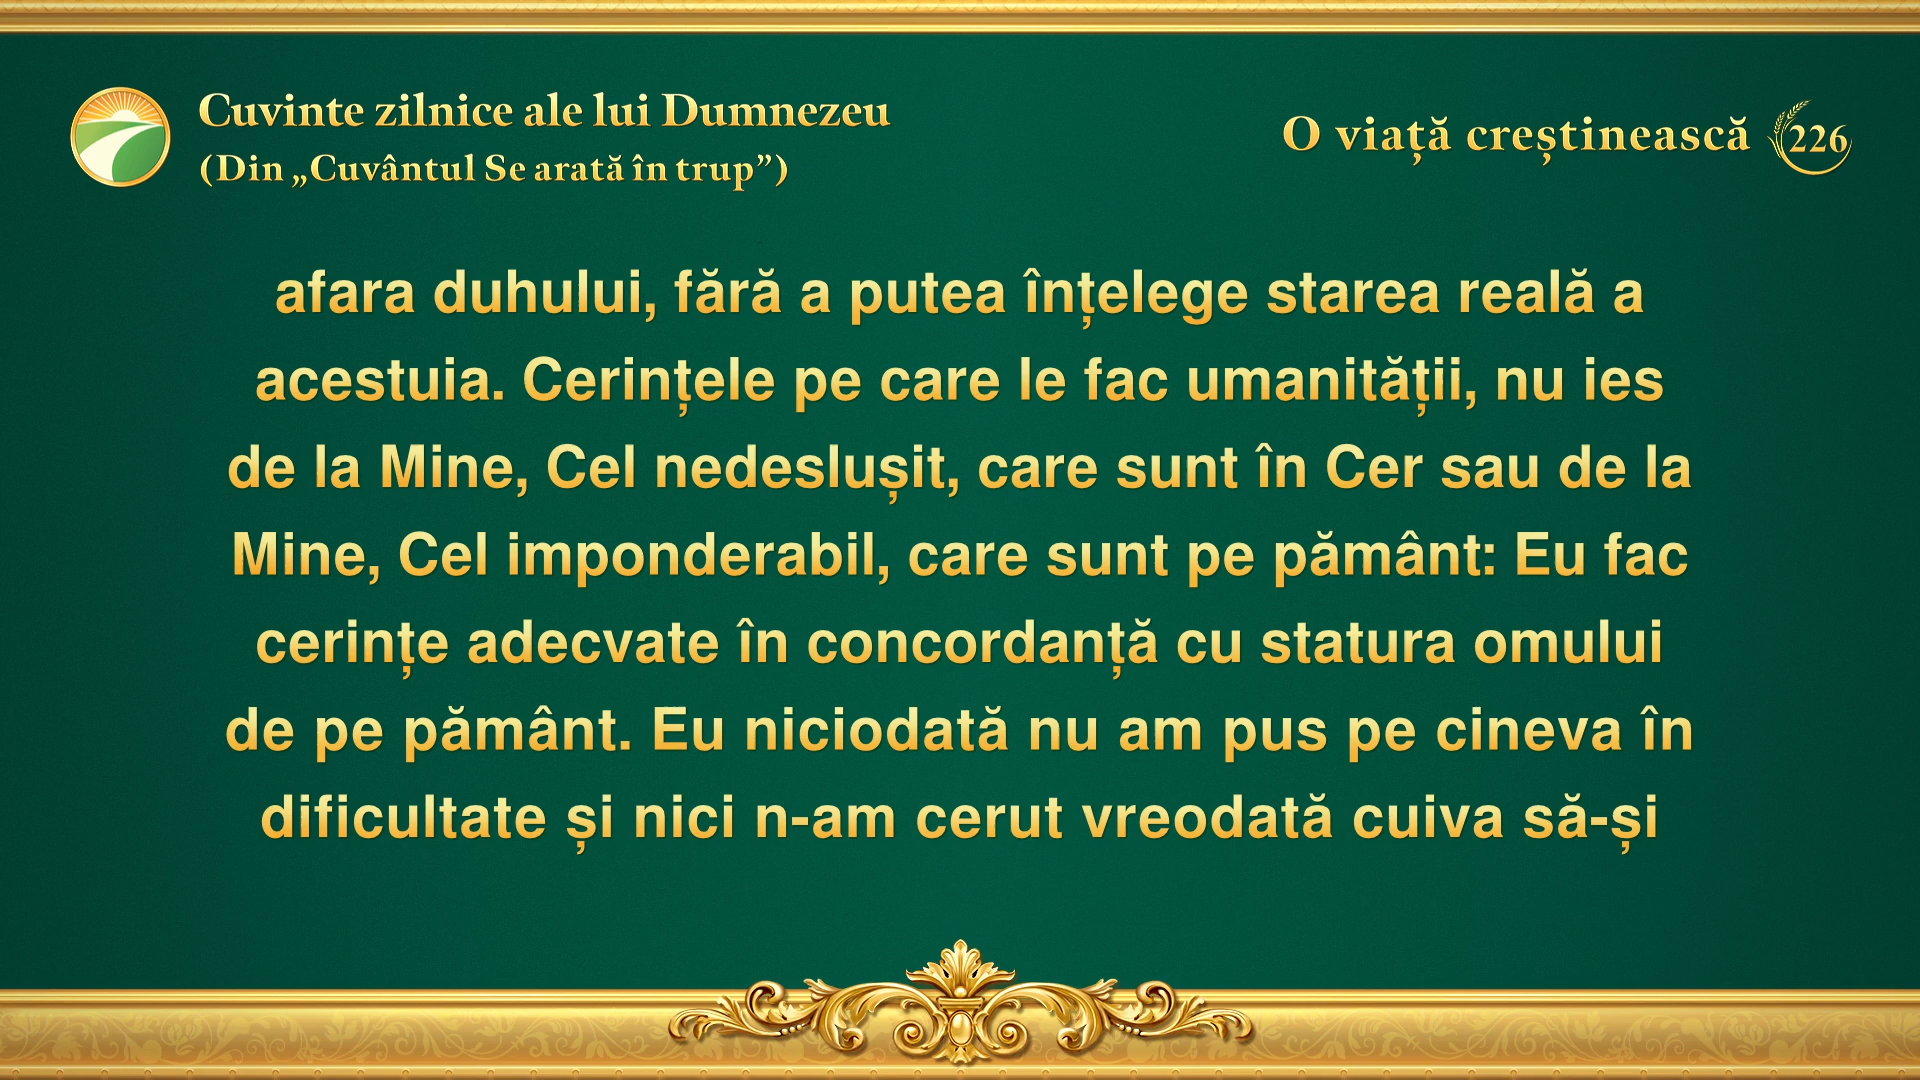 Cuvinte zilnice ale lui Dumnezeu
(Din „Cuvântul Se arată în trup”)
O viață creștinească 226
afara duhului, fără a putea înțelege starea reală a
acestuia. Cerințele pe care le fac umanității, nu ies
de la Mine, Cel nedeslușit, care sunt în Cer sau de la
Mine, Cel imponderabil, care sunt pe pământ: Eu fac
cerințe adecvate în concordanță cu statura omului
de pe pământ. Eu niciodată nu am pus pe cineva în
dificultate și nici n-am cerut vreodată cuiva să-și